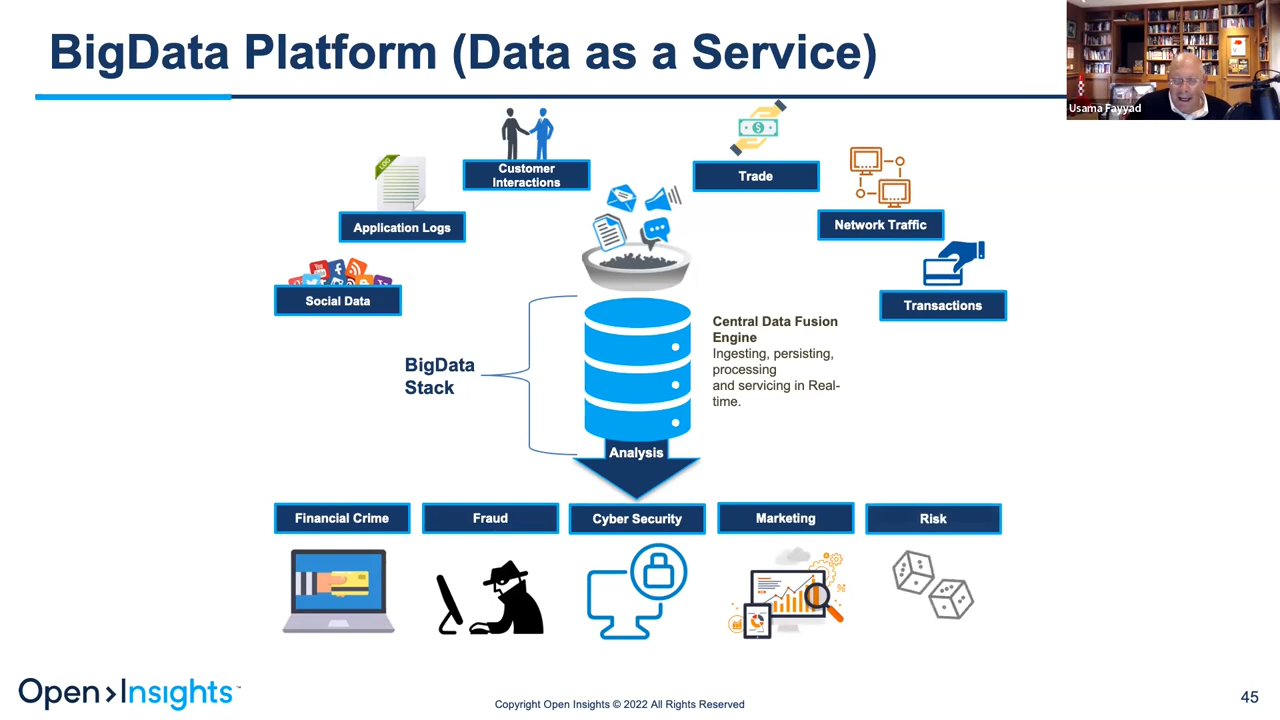 BigData Platform (Data as a Service)
Usama Fayyad
Customer
Interactions
Trade
LOG
Application Logs
Network Traffic
Social Data
Transactions
BigData
Stack
Central Data Fusion
Engine
Ingesting, persisting,
processing
and servicing in Real-
time.
Analysis
Financial Crime
Fraud
Cyber Security
Marketing
Risk
Open Insights™
Copyright Open Insights © 2022 All Rights Reserved
45